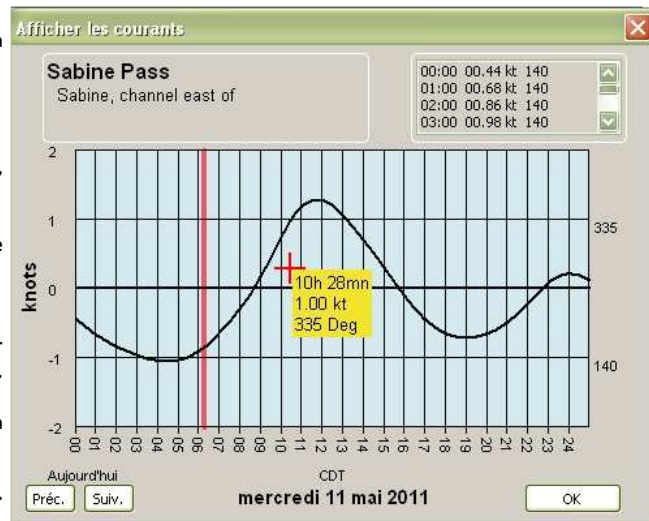 Afficher les courants
Sabine Pass
Sabine, channel east of
00:00 00.44 kt 140
01:00 00.68 kt 140
02:00 00.86 kt 140
03:00 00.98 kt 140
knots
2
1
0
-1
-2
335
140
10h 28mn
1.00 kt
335 Deg
00 01 02 03 04 05 06 07 08 09 10 11 12 13 14 15 16 17 18 19 20 21 22 23 24
Aujourd'hui
CDT
Préc. Suiv.
mercredi 11 mai 2011
OK